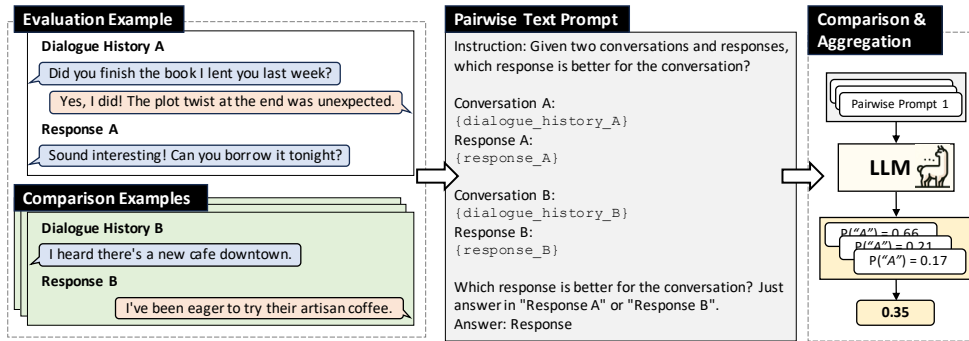 Evaluation Example
Dialogue History A
Did you finish the book I lent you last week?
Yes, I did! The plot twist at the end was unexpected.
Response A
Sound interesting! Can you borrow it tonight?
Comparison Examples
Dialogue History B
I heard there's a new cafe downtown.
Response B
I've been eager to try their artisan coffee.
Pairwise Text Prompt
Instruction: Given two conversations and responses,
which response is better for the conversation?
Conversation A:
{dialogue_history_A}
Response A:
{response_A}
Conversation B:
{dialogue_history_B}
Response B:
{response_B}
Which response is better for the conversation? Just
answer in "Response A" or "Response B".
Answer: Response
Comparison &
Aggregation
Pairwise Prompt 1
LLM
P("A") = 0.66
P("A") = 0.21
P("A") = 0.17
0.35